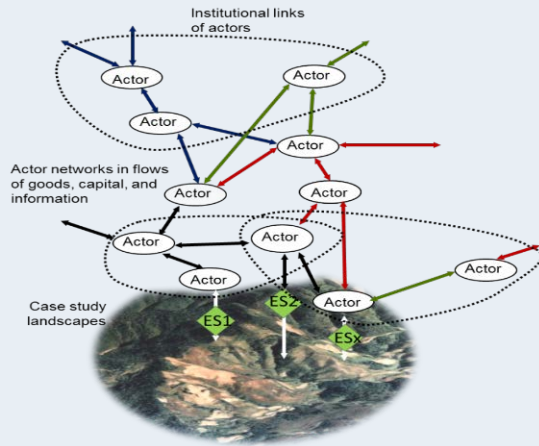 Institutional links
of actors
Actor
Actor
Actor
Actor
Actor networks in flows
of goods, capital, and
information
Actor
Actor
Actor
Actor
Actor
Actor
Case study
landscapes
Actor
ES1
ES2
ESx